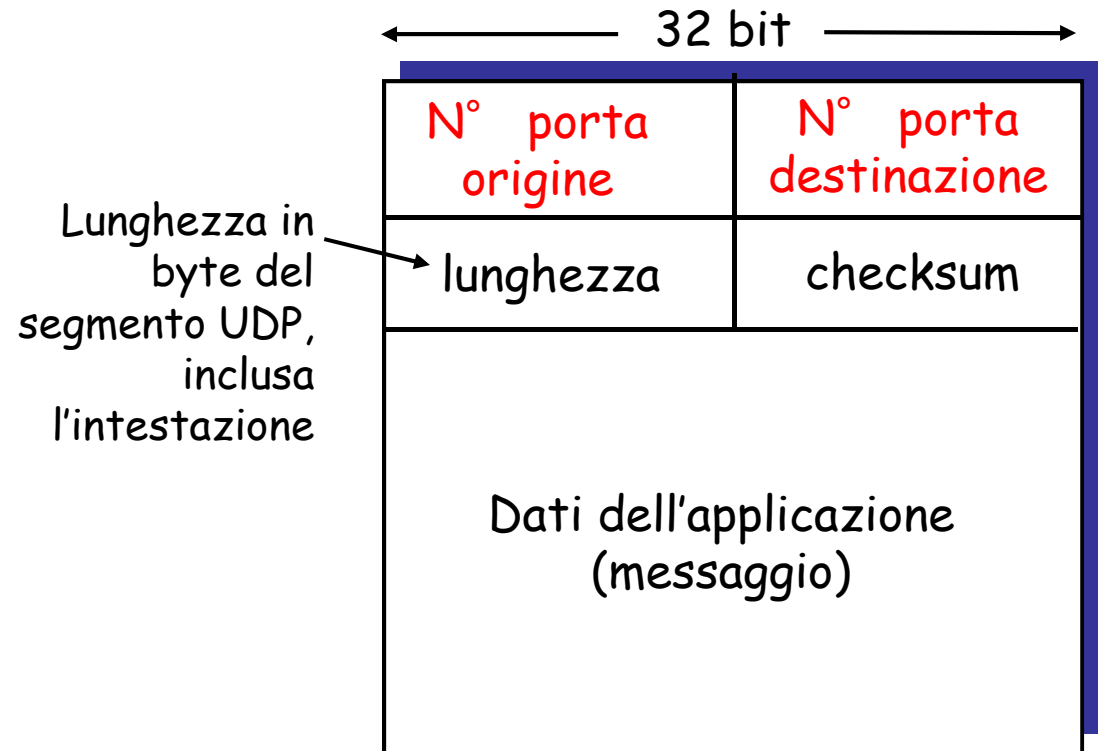 32 bit
N° porta
origine
N° porta
destinazione
Lunghezza in
byte del
segmento UDP,
inclusa
l'intestazione
lunghezza
checksum
Dati dell'applicazione
(messaggio)